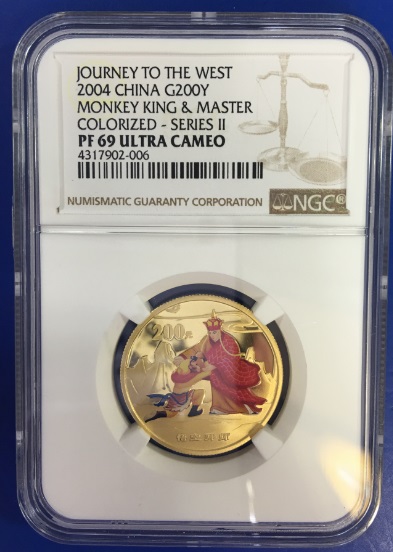 JOURNEY TO THE WEST
2004 CHINA G200Y
MONKEY KING & MASTER
COLORIZED - SERIES II
PF 69 ULTRA CAMEO
4317902-006
NUMISMATIC GUARANTY CORPORATION
NGC®
200元